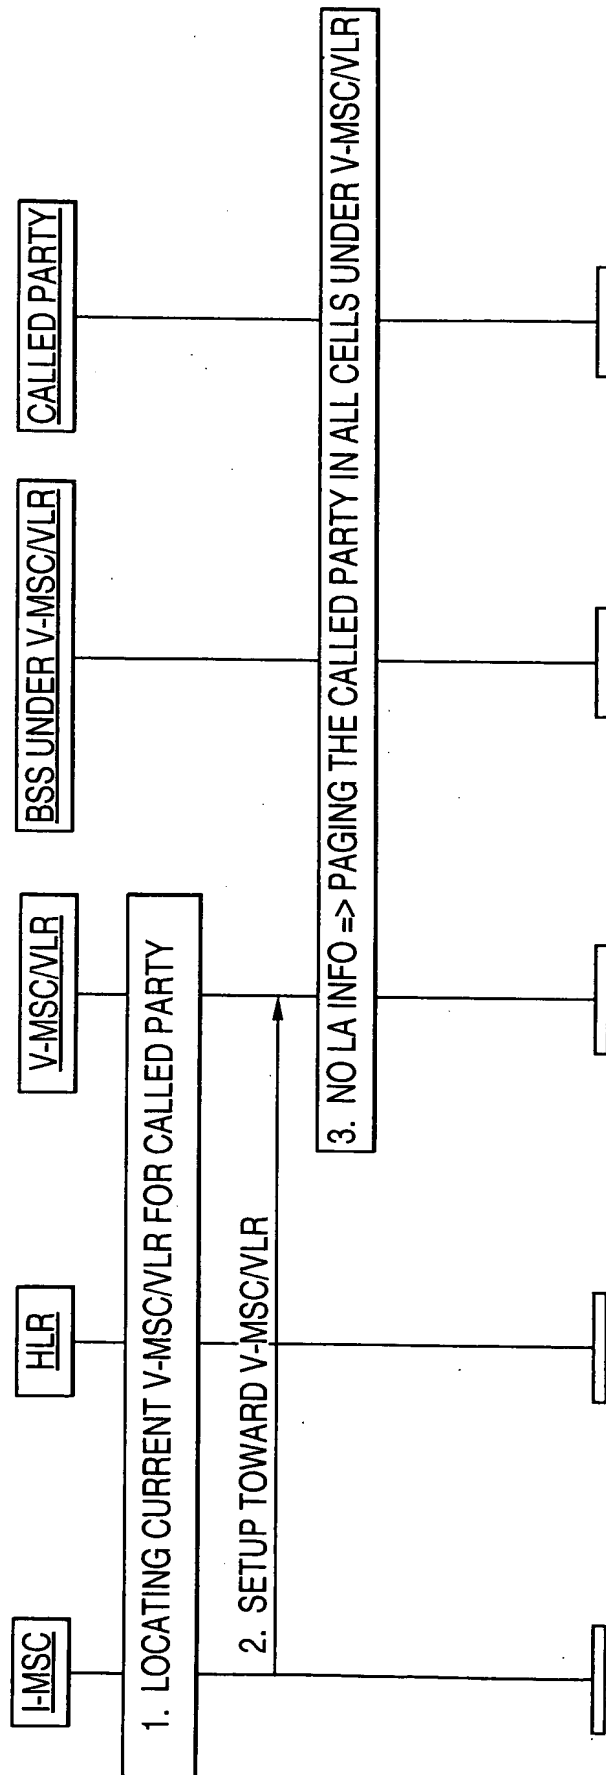 I-MSC
HLR
V-MSC/VLR
BSS UNDER V-MSC/VLR
CALLED PARTY
1. LOCATING CURRENT V-MSC/VLR FOR CALLED PARTY
2. SETUP TOWARD V-MSC/VLR
3. NO LA INFO => PAGING THE CALLED PARTY IN ALL CELLS UNDER V-MSC/VLR